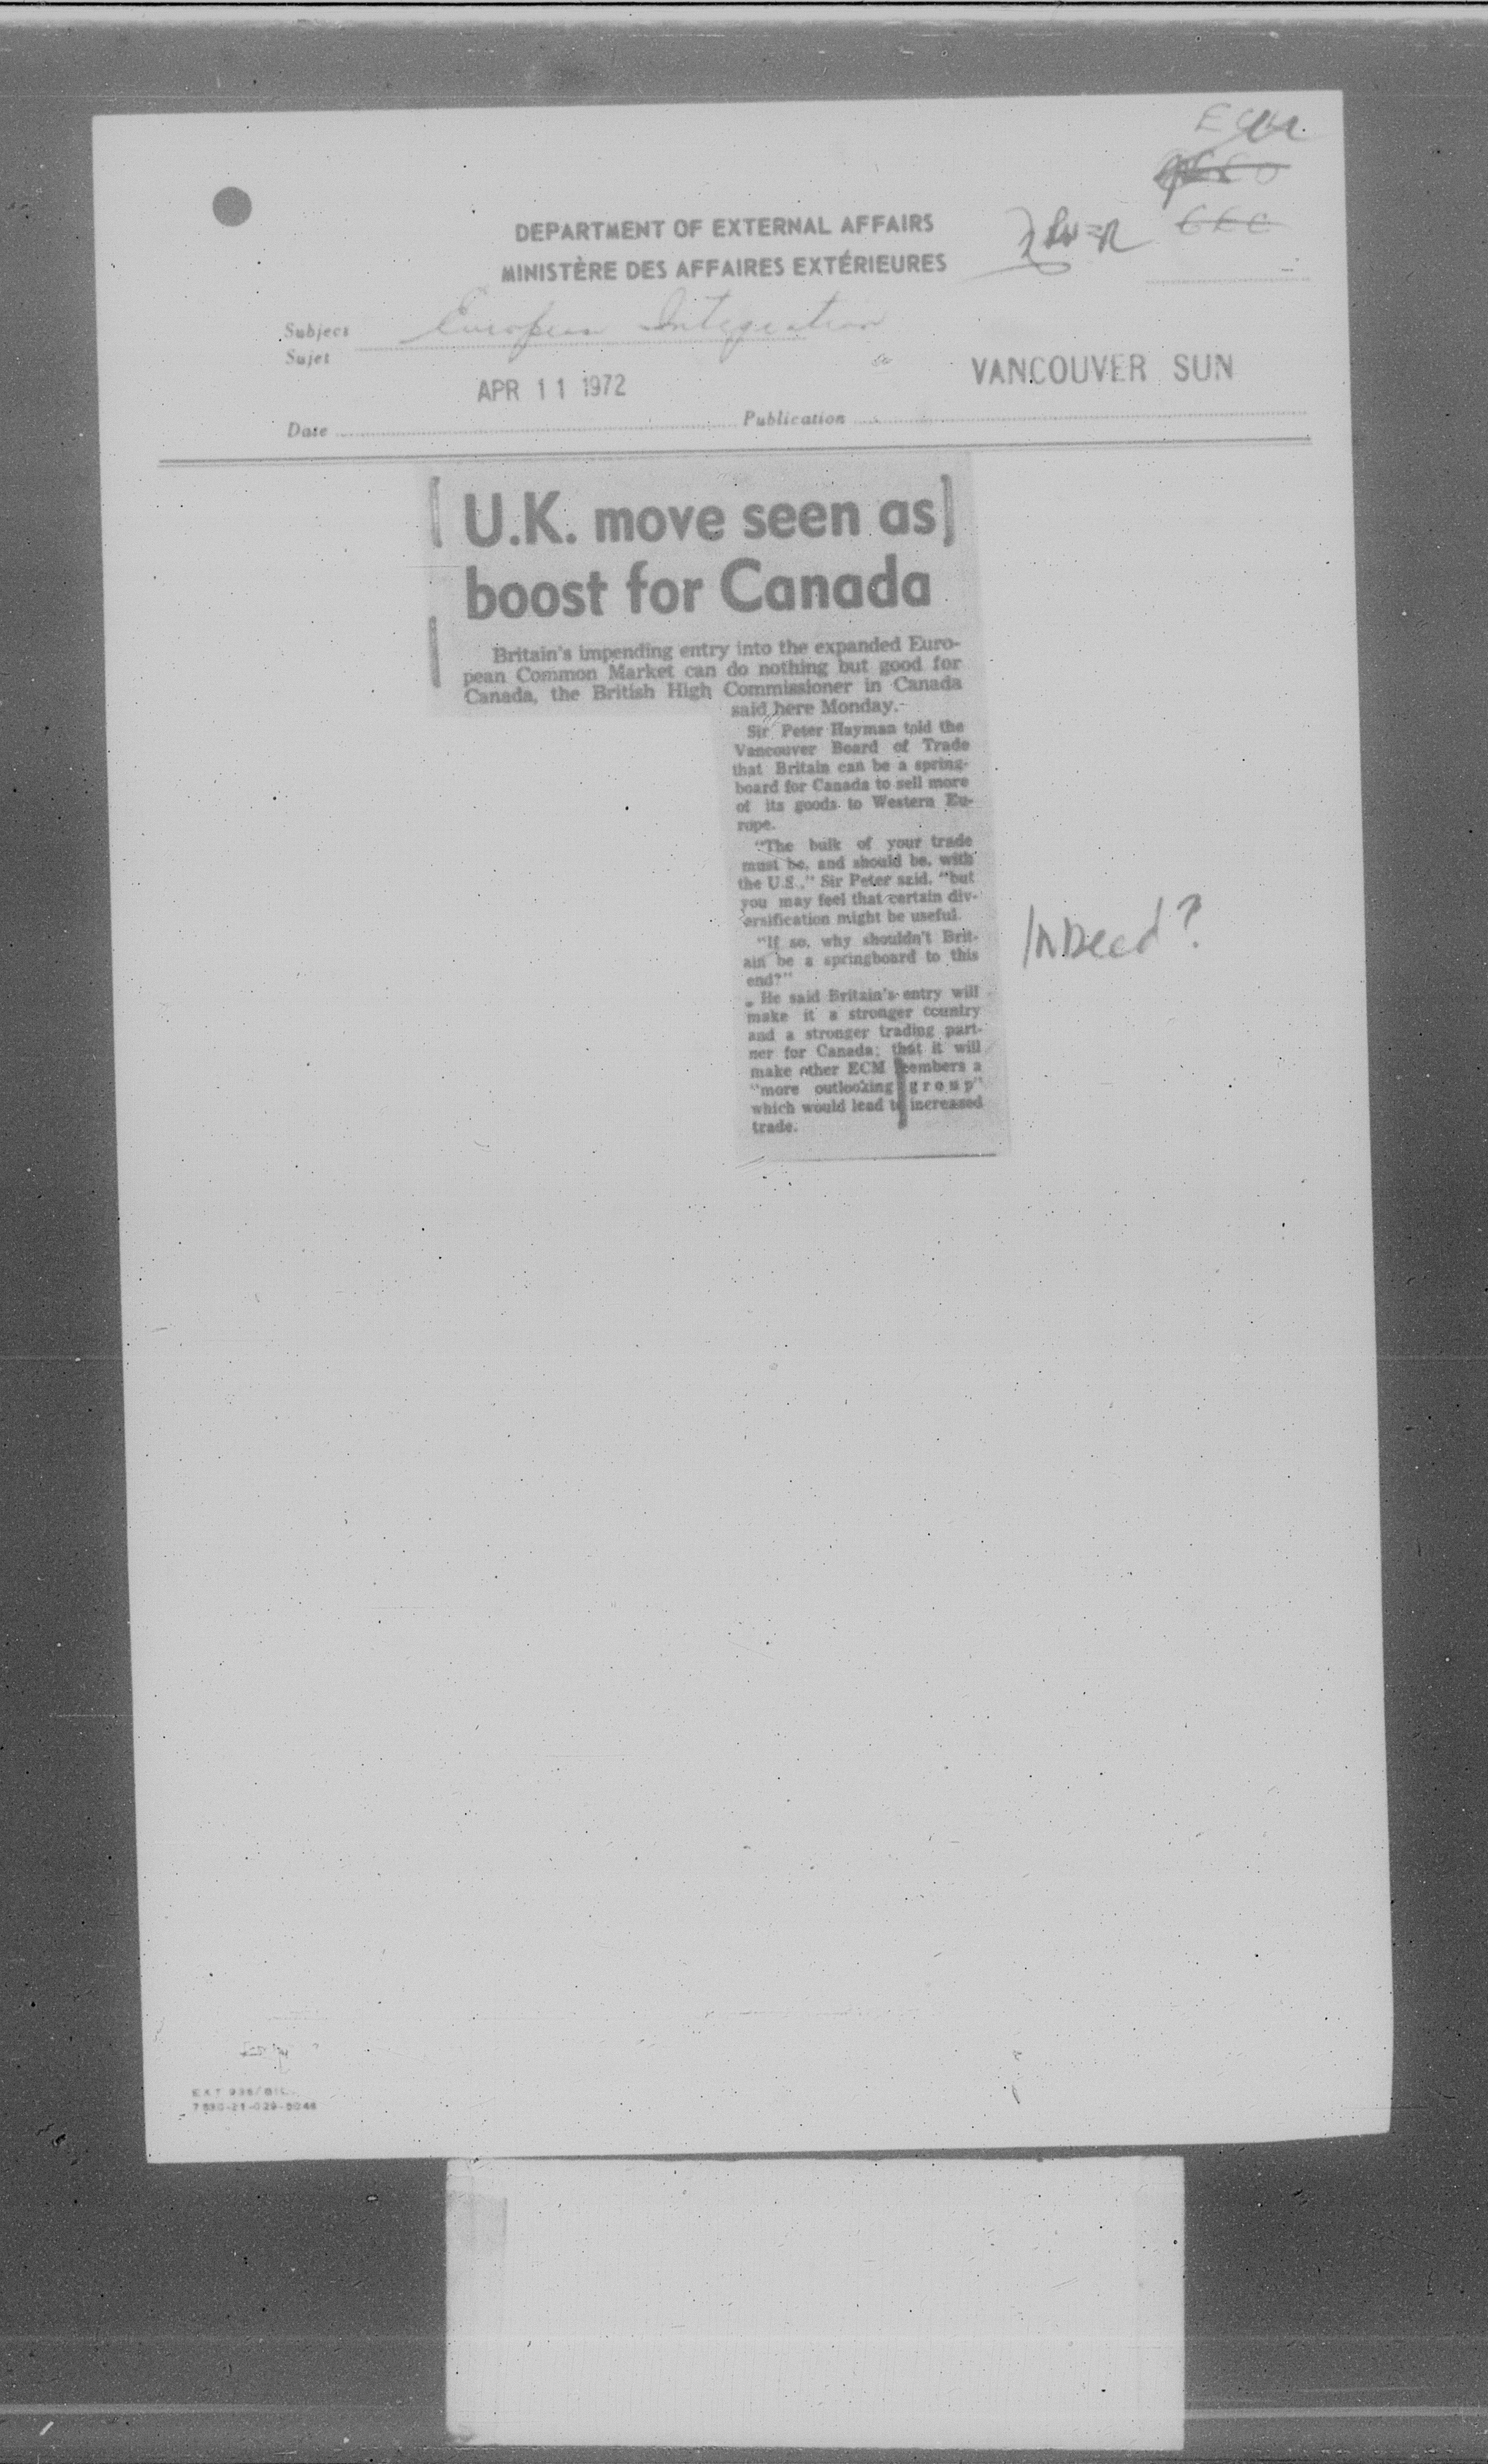 DEPARTMENT OF EXTERNAL AFFAIRS
MINISTÈRE DES AFFAIRES EXTÉRIEURES
Subject
European Integration
Sujet
APR 11 1972
VANCOUVER SUN
Date
Publication
U.K. move seen as
boost for Canada
Britain's impending entry into the expanded Euro-
pean Common Market can do nothing but good for
Canada, the British High Commissioner in Canada
said here Monday.
Sir Peter Hayman told the
Vancouver Board of Trade
that Britain can be a spring-
board for Canada to sell more
of its goods to Western Eu-
rope.
"The bulk of your trade
must be, and should be, with
the U.S.," Sir Peter said, "but
you may feel that certain div-
ersification might be useful.
"If so, why shouldn't Brit-
ain be a springboard to this
end?"
Indeed?
He said Britain's entry will
make it a stronger country
and a stronger trading part-
ner for Canada; that it will
make other ECM members a
"more outlooking group"
which would lead to increased
trade.